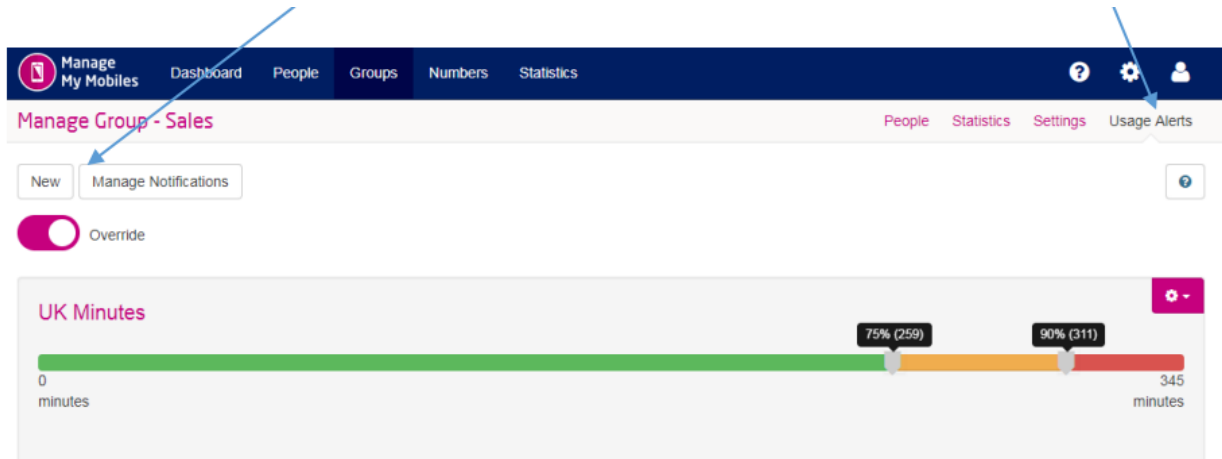 Manage
My Mobiles
Dashboard People Groups Numbers Statistics
Manage Group - Sales
People Statistics Settings Usage Alerts
New Manage Notifications
Override
UK Minutes
75% (259) 90% (311)
0 345
minutes minutes